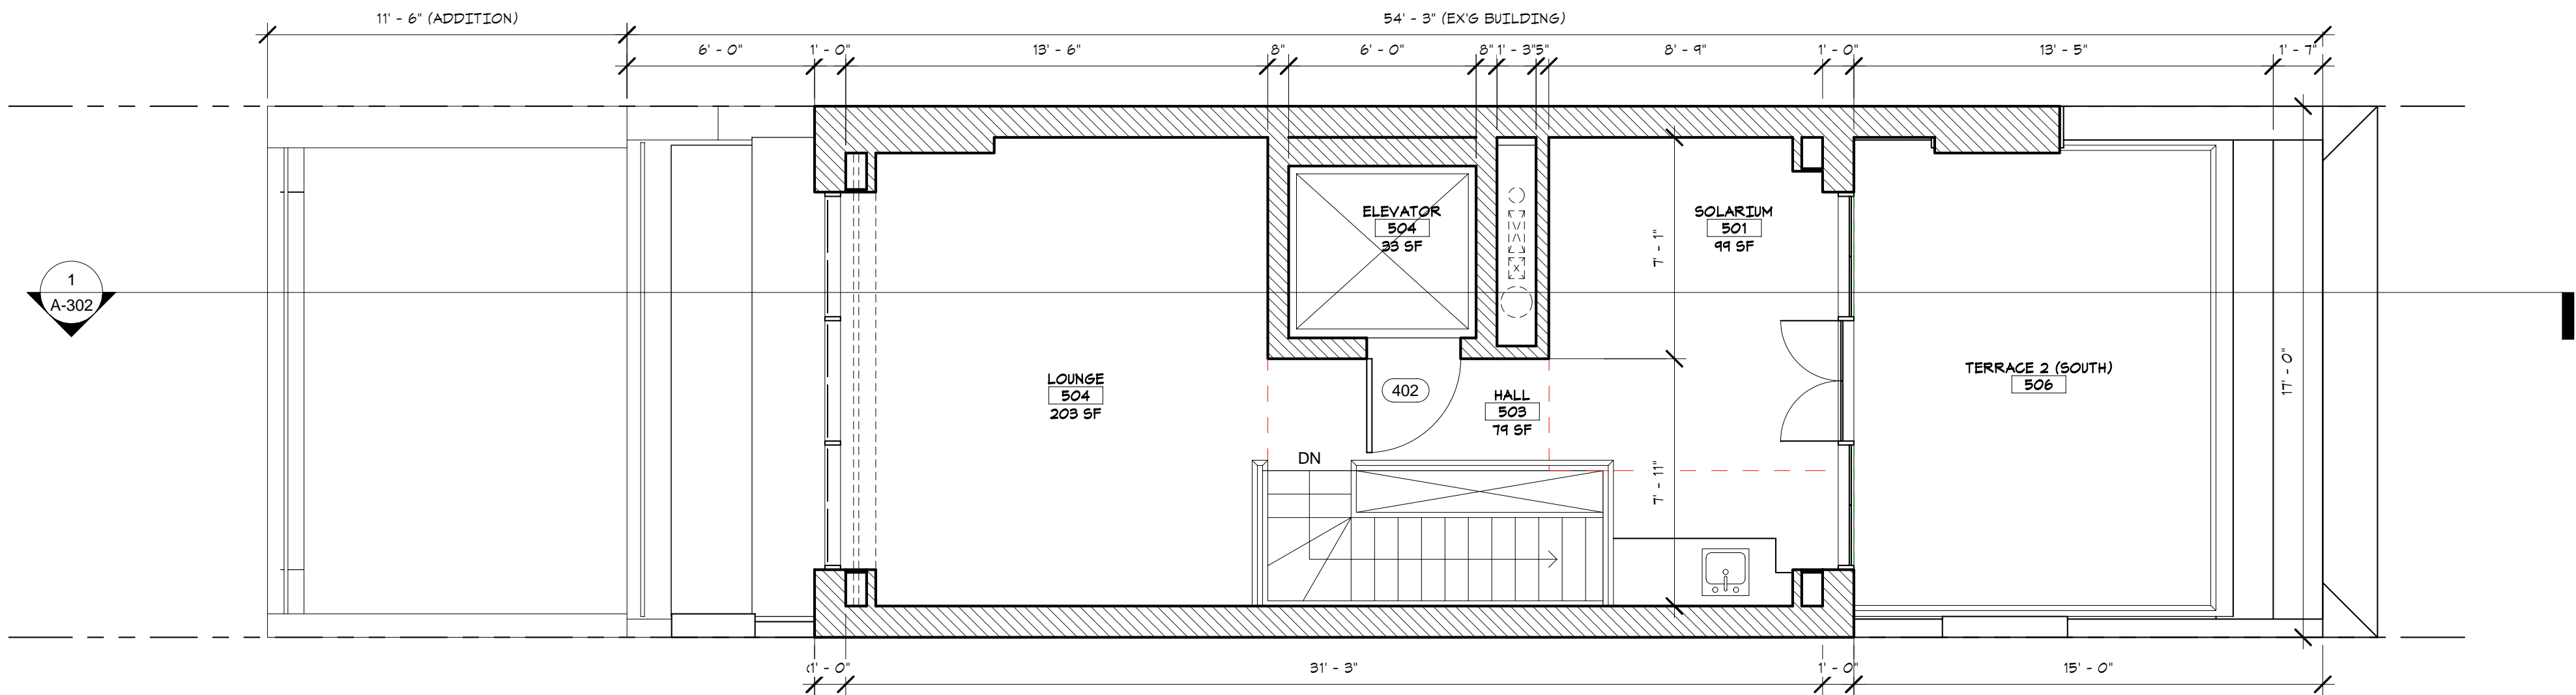 11' - 6" (ADDITION)
54' - 3" (EX'G BUILDING)
6' - 0"
1' - 0"
13' - 6"
8"
6' - 0"
8"
1' - 3"
5"
8' - 9"
1' - 0"
13' - 5"
1' - 7"
ELEVATOR
504
33 SF
SOLARIUM
501
99 SF
7' - 1"
1
A-302
X
LOUNGE
504
203 SF
402
HALL
503
79 SF
TERRACE 2 (SOUTH)
506
17' - 0"
DN
7' - 11"
1' - 0"
31' - 3"
1' - 0"
15' - 0"